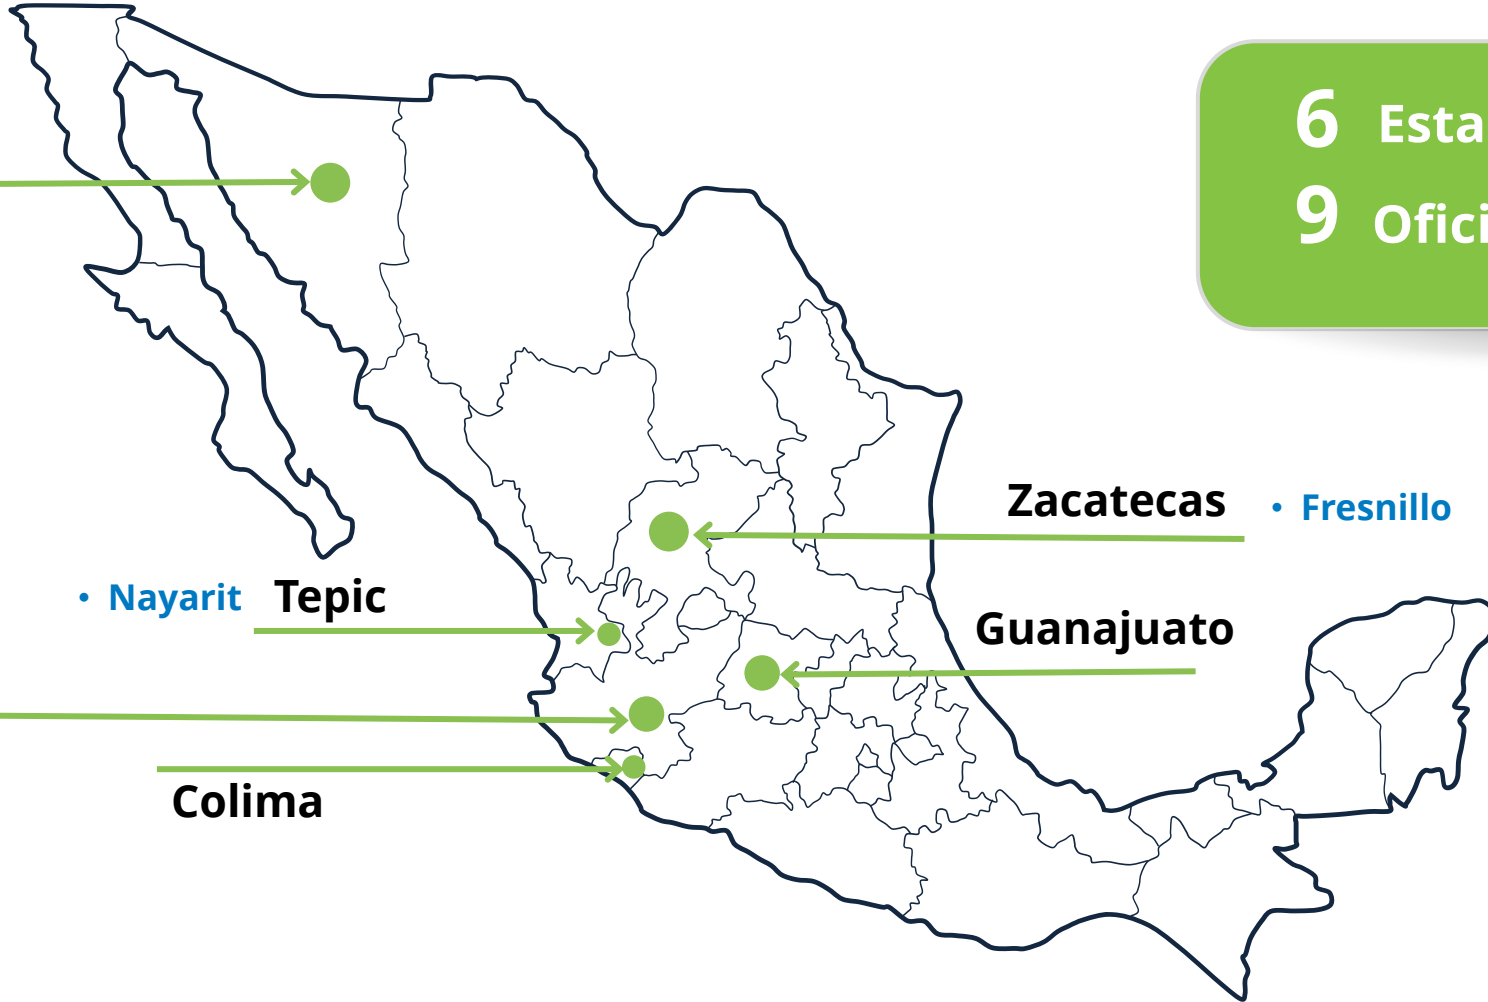 6 Esta
9 Ofici
Zacatecas • Fresnillo
• Nayarit Tepic
Guanajuato
Colima